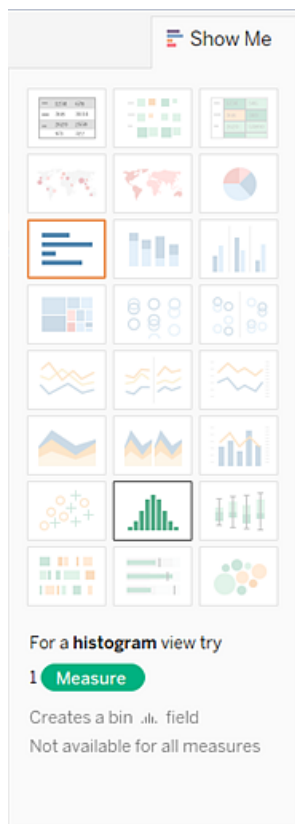 Show Me
For a histogram view try
1 Measure
Creates a bin field
Not available for all measures